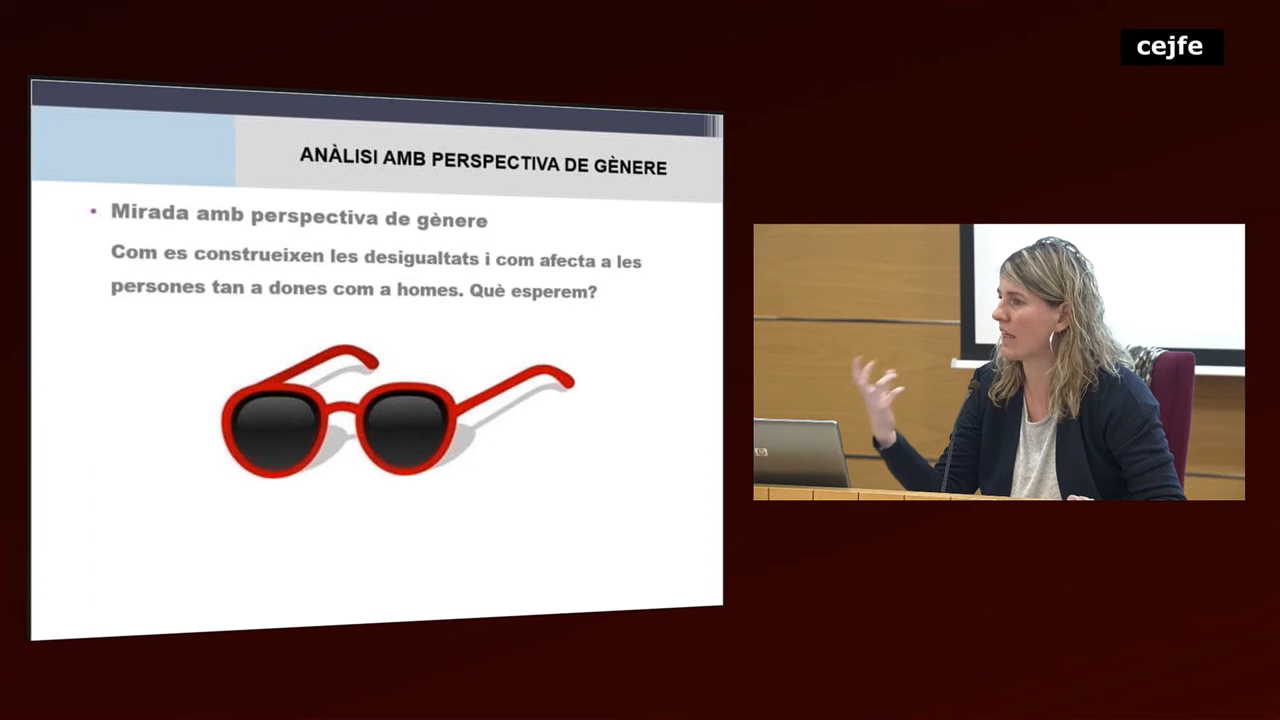 cejfe
ANÀLISI AMB PERSPECTIVA DE GÈNERE
• Mirada amb perspectiva de gènere
Com es construeixen les desigualtats i com afecta a les
persones tan a dones com a homes. Què esperem?
hp